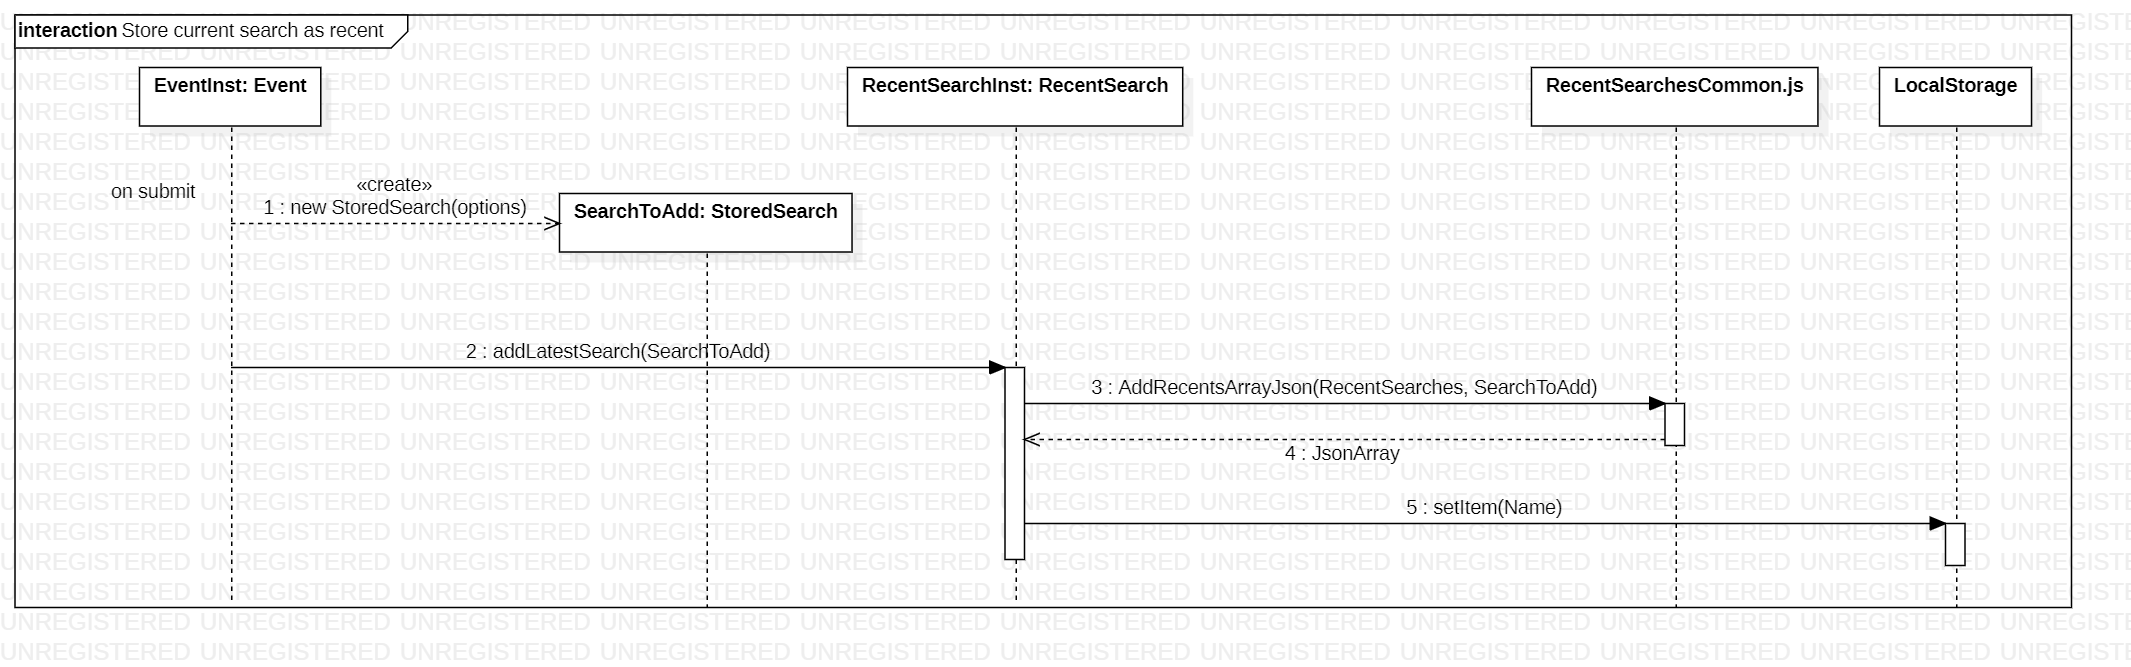 interaction Store current search as recent
EventInst: Event
RecentSearchInst: RecentSearch
RecentSearchesCommon.js
LocalStorage
on submit
«create»
1 : new StoredSearch(options)
SearchToAdd: StoredSearch
2 : addLatestSearch(SearchToAdd)
3 : AddRecentsArrayJson(RecentSearches, SearchToAdd)
4 : JsonArray
5 : setItem(Name)
UNREGISTERED